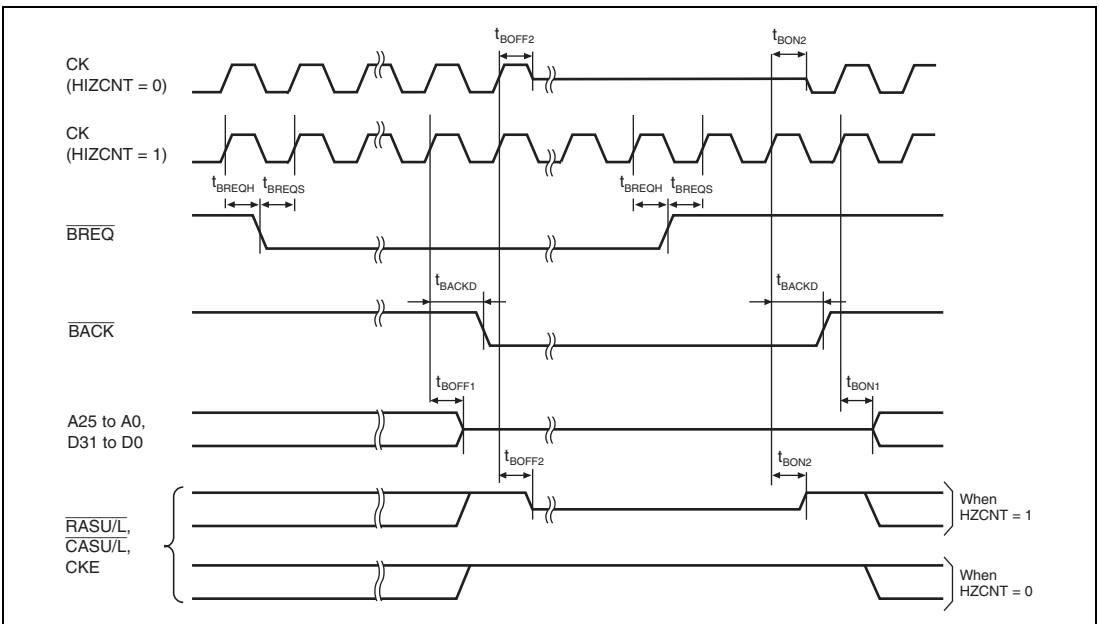 tBOFF2
tBON2
CK
(HIZCNT = 0)
CK
(HIZCNT = 1)
tBREQH tBREQS
tBREQH tBREQS
BREQ
tBACKD
tBACKD
BACK
tBOFF1
tBON1
A25 to A0,
D31 to D0
tBOFF2
tBON2
When
HZCNT = 1
RASU/L,
CASU/L,
CKE
When
HZCNT = 0